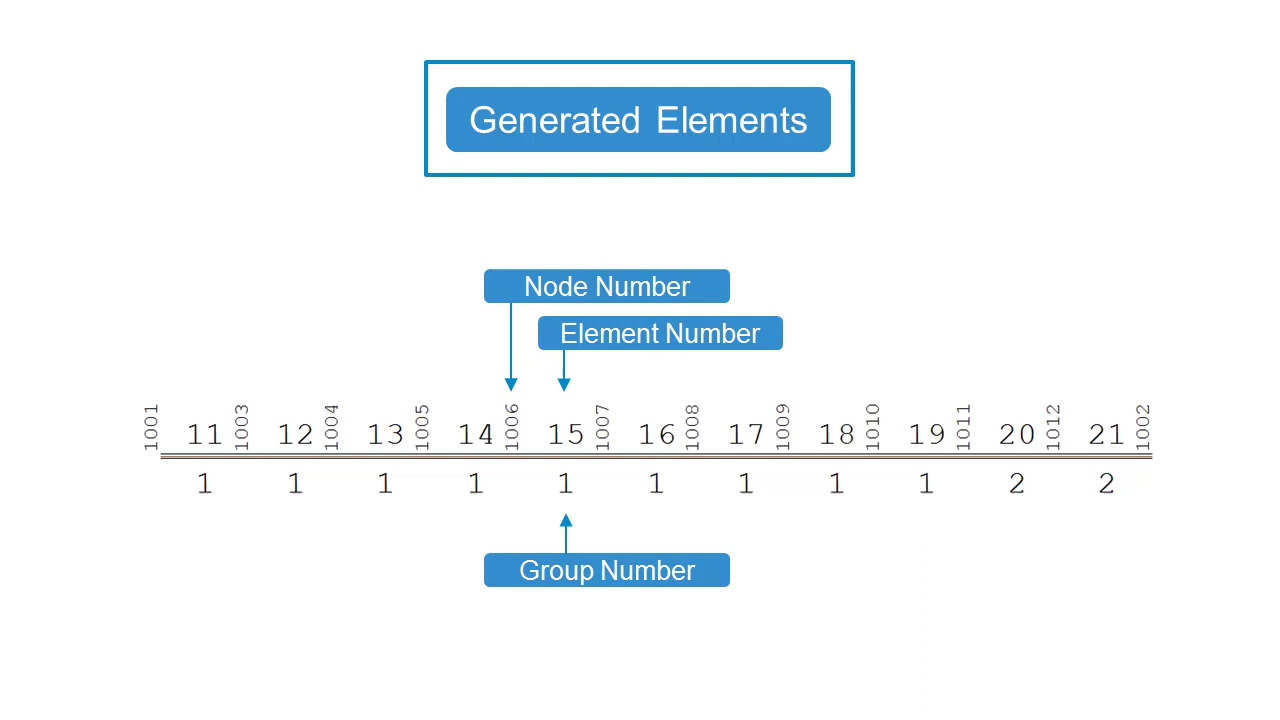 Generated Elements
Node Number
Element Number
1001 11 1003 12 1004 13 1005 14 1006 15 1007 16 1008 17 1009 18 1010 19 1011 20 1012 21 1002
1 1 1 1 1 1 1 1 1 2 2
Group Number